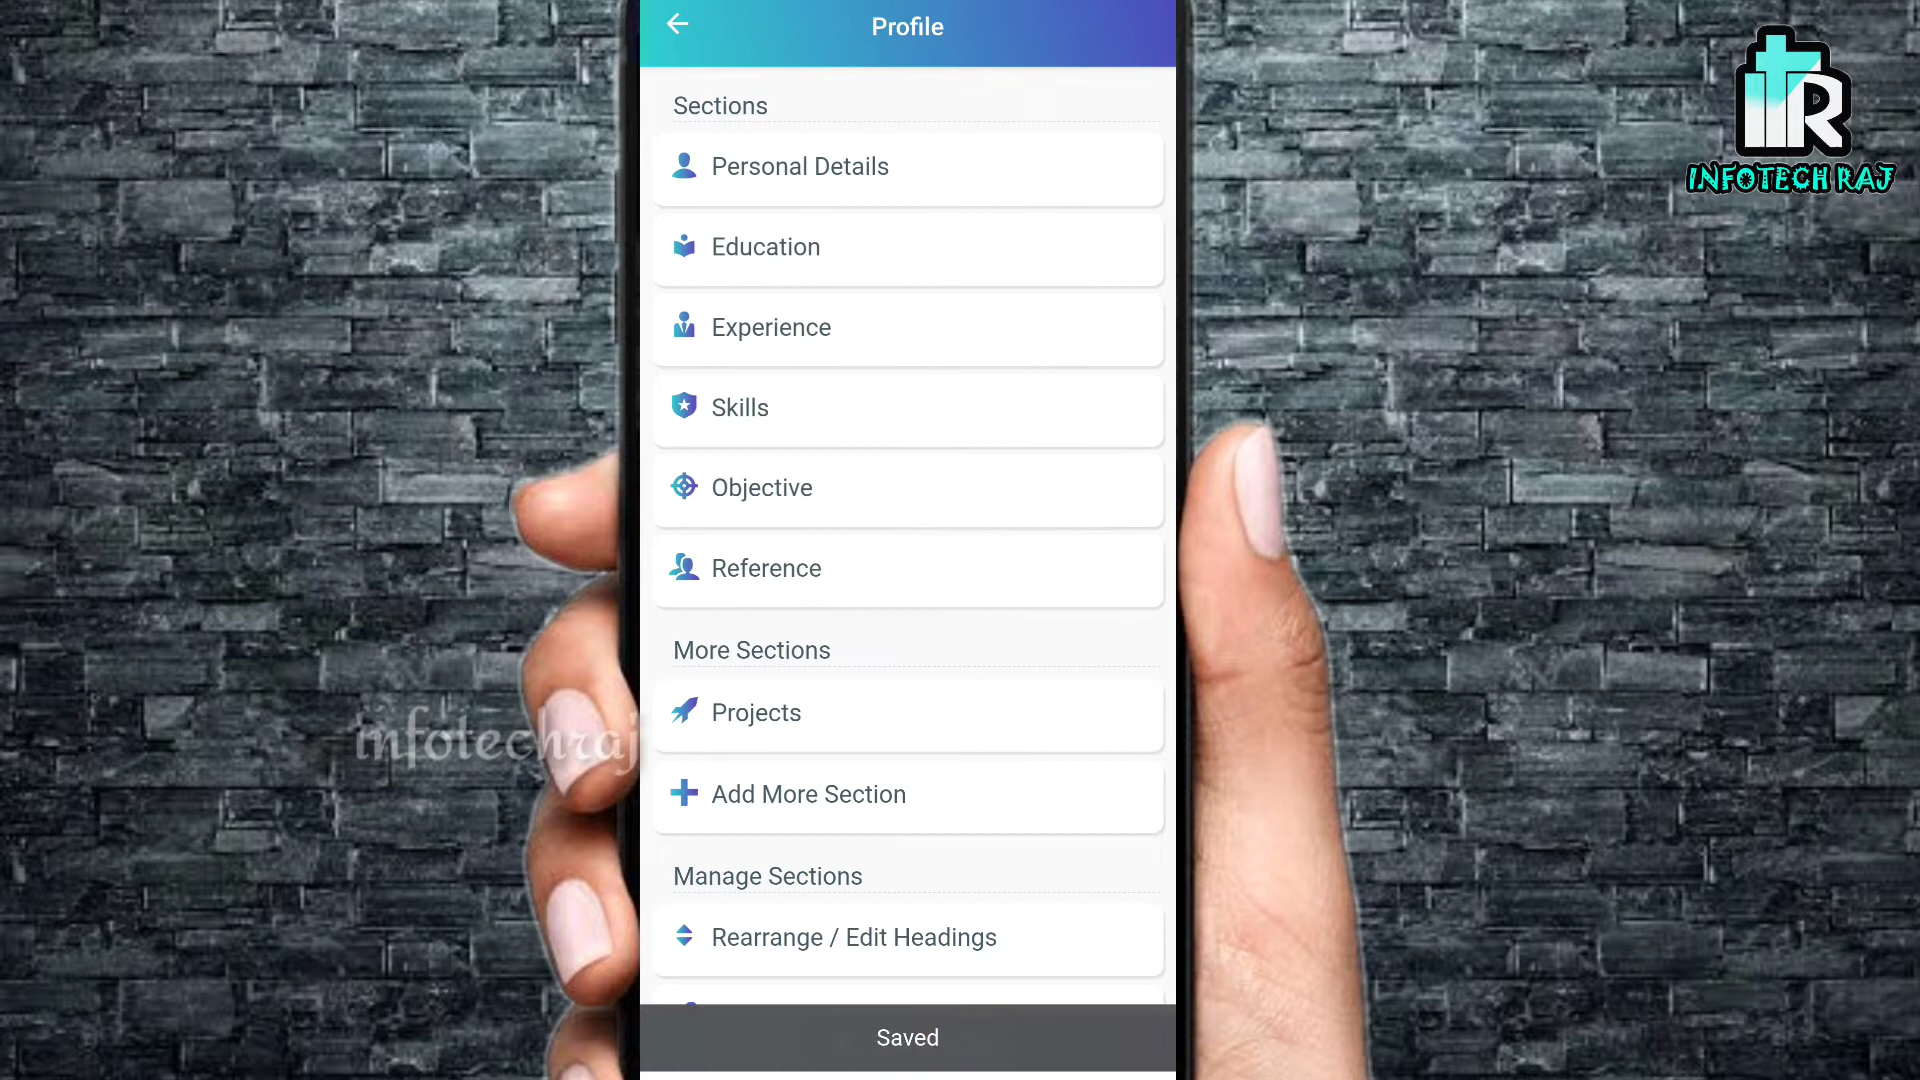 Profile
Sections
Personal Details
Education
Experience
Skills
Objective
Reference
More Sections
Projects
Add More Section
Manage Sections
Rearrange / Edit Headings
Saved
infotechraj
ITR
INFOTECH RAJ